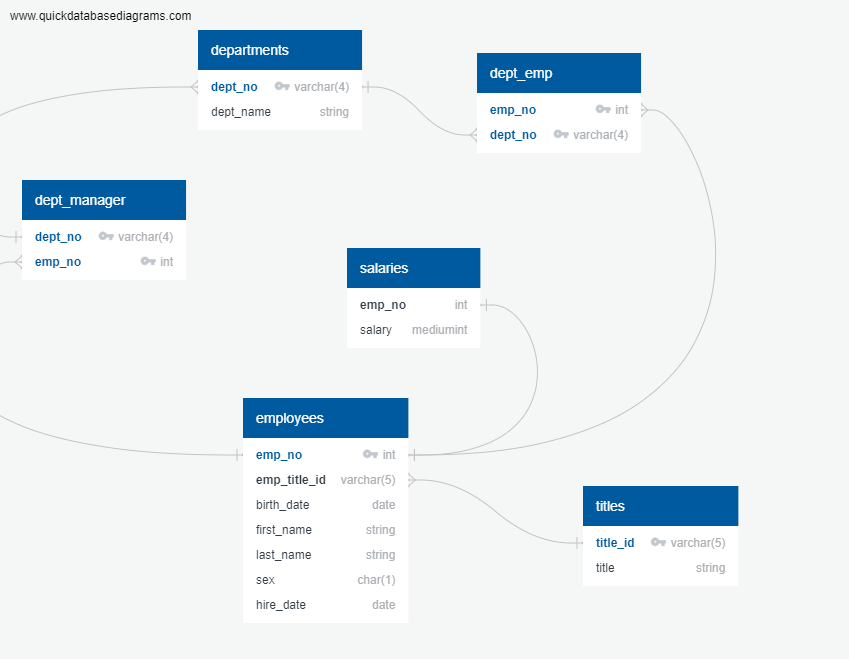 www.quickdatabasediagrams.com
departments
dept_no varchar(4)
dept_name string
dept_emp
emp_no int
dept_no varchar(4)
dept_manager
dept_no varchar(4)
emp_no int
salaries
emp_no int
salary mediumint
employees
emp_no int
emp_title_id varchar(5)
birth_date date
first_name string
last_name string
sex char(1)
hire_date date
titles
title_id varchar(5)
title string